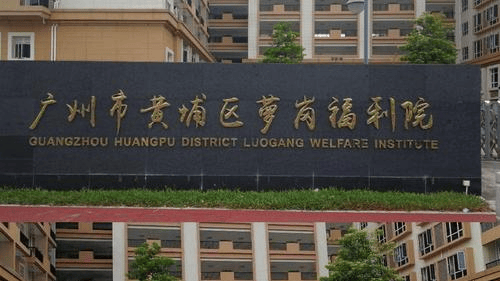 广州市黄埔区萝岗福利院
GUANGZHOU HUANGPU DISTRICT LUOGANG WELFARE INSTITUTE